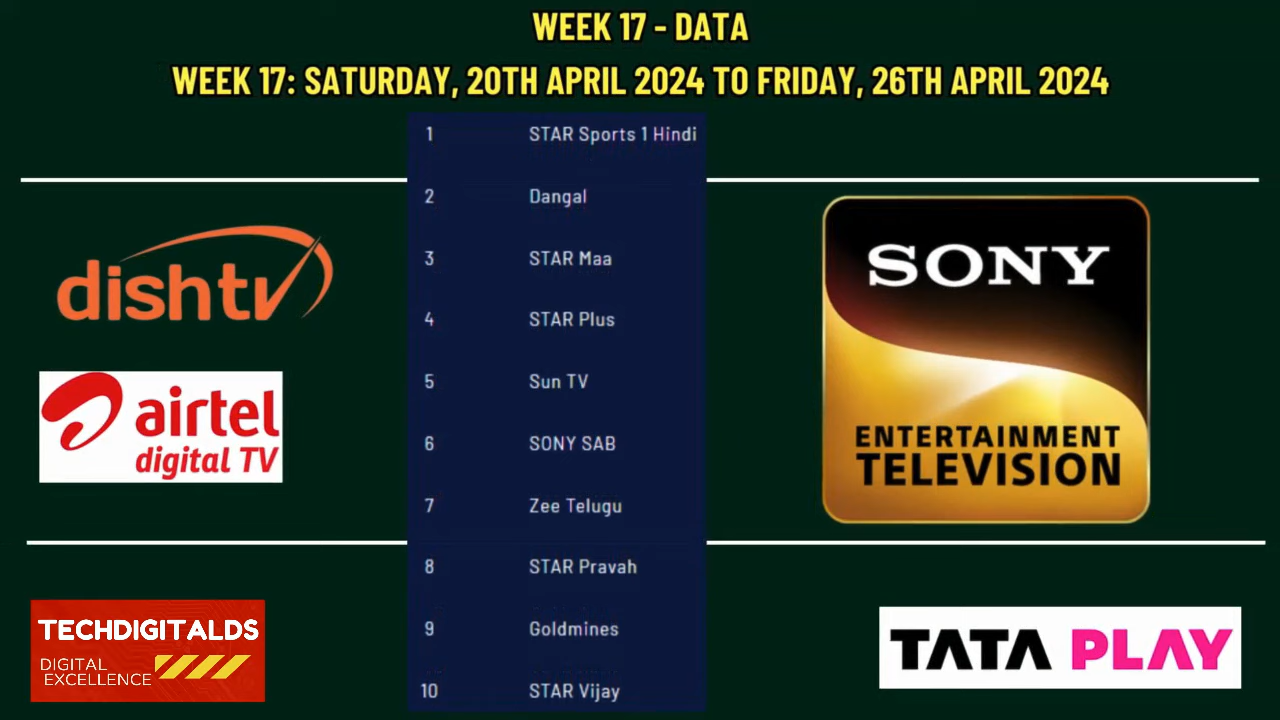 WEEK 17 - DATA
WEEK 17: SATURDAY, 20TH APRIL 2024 TO FRIDAY, 26TH APRIL 2024
1 STAR Sports 1 Hindi
2 Dangal
3 STAR Maa
4 STAR Plus
5 Sun TV
6 SONY SAB
7 Zee Telugu
8 STAR Pravah
9 Goldmines
10 STAR Vijay
dishtv
airtel
digital TV
TECHDIGITALDS
DIGITAL
EXCELLENCE
SONY
ENTERTAINMENT
TELEVISION
TATA PLAY